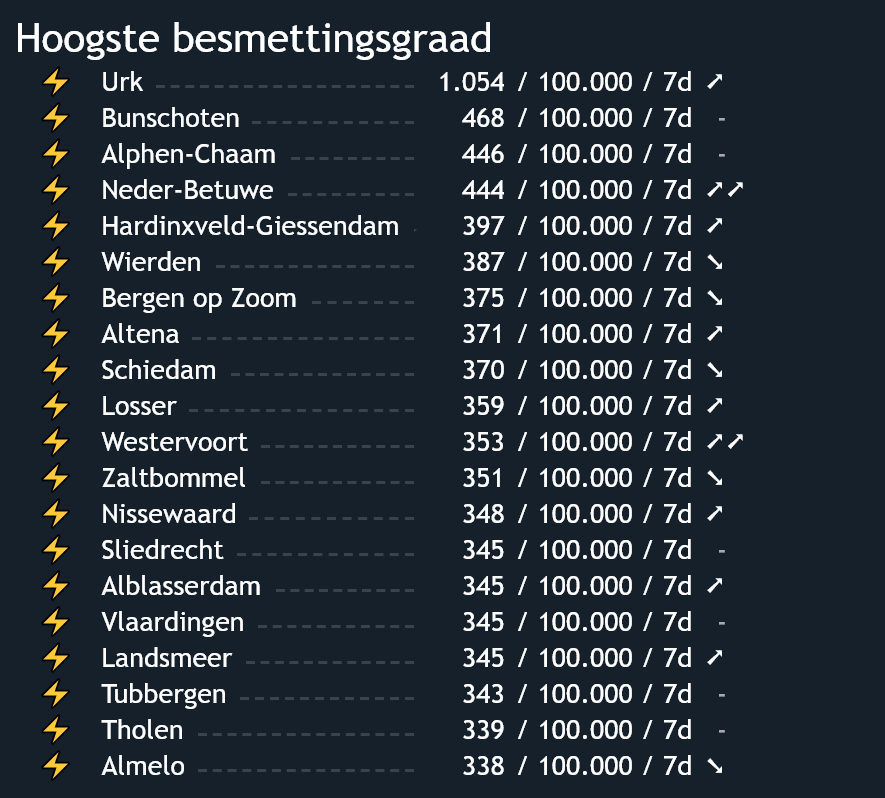 Hoogste besmettingsgraad
⚡ Urk 1.054 / 100.000 / 7d ➚
⚡ Bunschoten 468 / 100.000 / 7d -
⚡ Alphen-Chaam 446 / 100.000 / 7d -
⚡ Neder-Betuwe 444 / 100.000 / 7d ➚➚
⚡ Hardinxveld-Giessendam 397 / 100.000 / 7d ➚
⚡ Wierden 387 / 100.000 / 7d ➘
⚡ Bergen op Zoom 375 / 100.000 / 7d ➘
⚡ Altena 371 / 100.000 / 7d ➚
⚡ Schiedam 370 / 100.000 / 7d ➘
⚡ Losser 359 / 100.000 / 7d ➚
⚡ Westervoort 353 / 100.000 / 7d ➚➚
⚡ Zaltbommel 351 / 100.000 / 7d ➘
⚡ Nissewaard 348 / 100.000 / 7d ➚
⚡ Sliedrecht 345 / 100.000 / 7d -
⚡ Alblasserdam 345 / 100.000 / 7d ➚
⚡ Vlaardingen 345 / 100.000 / 7d -
⚡ Landsmeer 345 / 100.000 / 7d ➚
⚡ Tubbergen 343 / 100.000 / 7d -
⚡ Tholen 339 / 100.000 / 7d -
⚡ Almelo 338 / 100.000 / 7d ➘